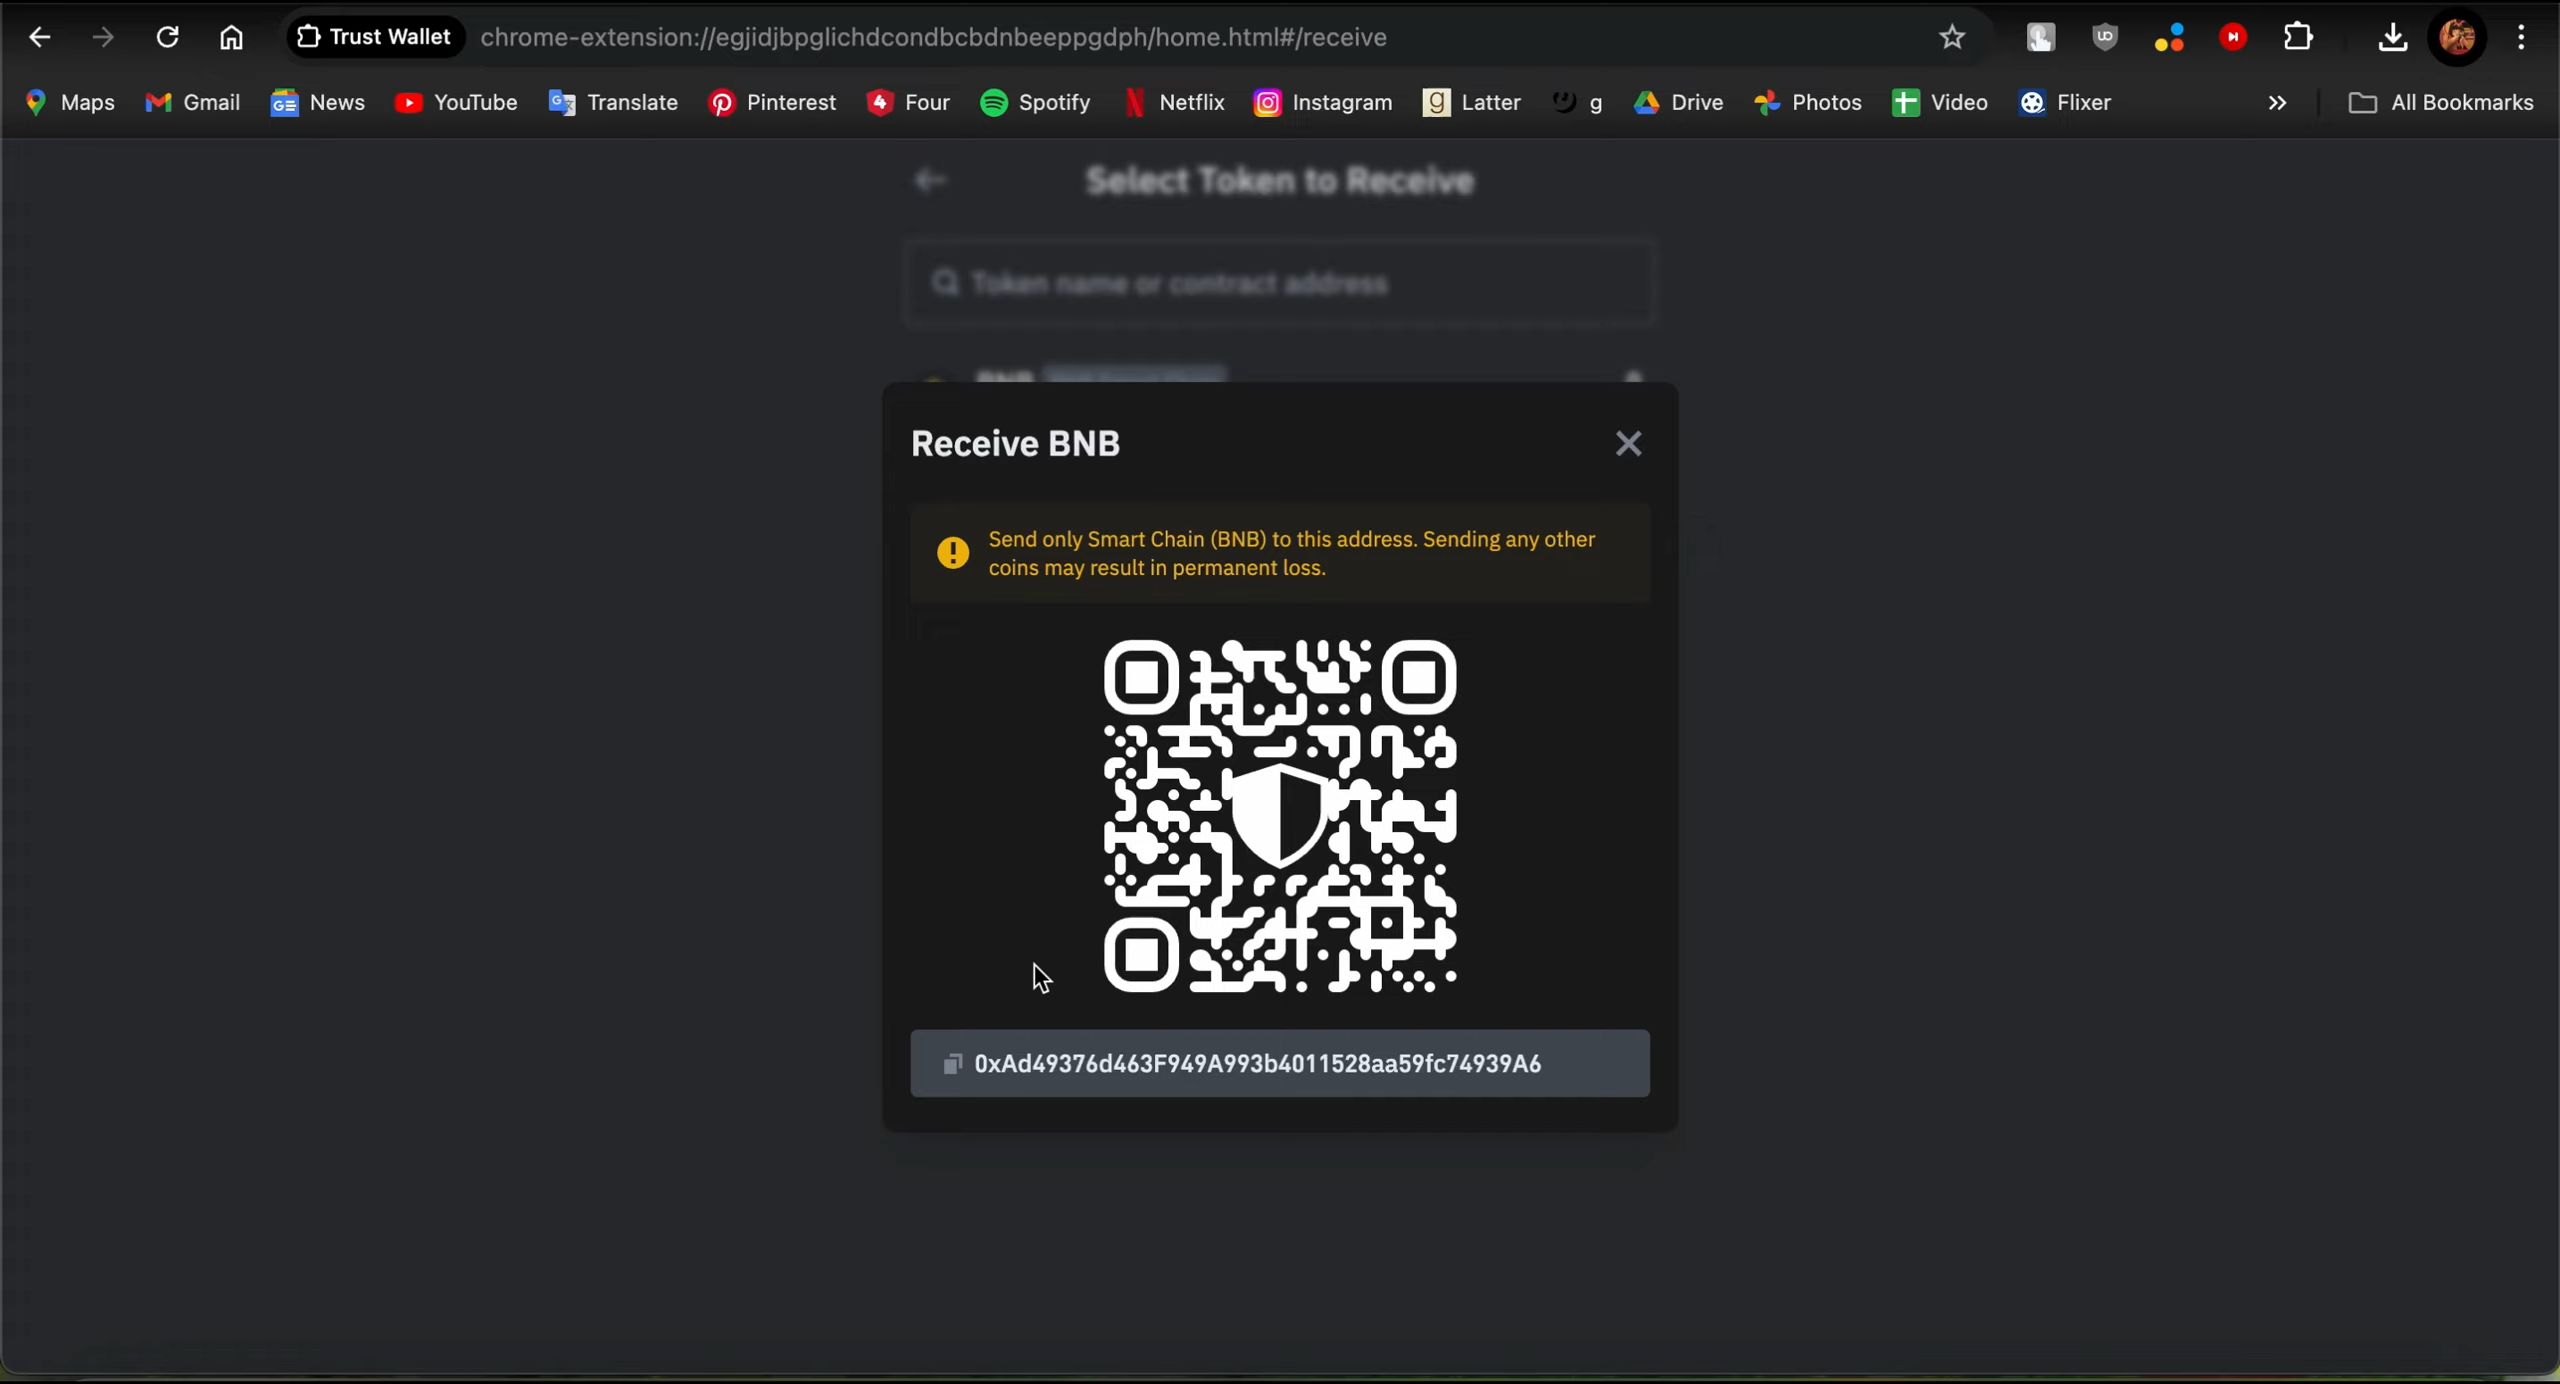 Trust Wallet chrome-extension://egjidjbpglichdcondbcbdnbeeppgdph/home.html#/receive
Maps Gmail News YouTube Translate Pinterest Four Spotify Netflix Instagram Latter g Drive Photos Video Flixer » All Bookmarks
Select Token to Receive
Token name or contract address
BNB
Receive BNB
Send only Smart Chain (BNB) to this address. Sending any other
coins may result in permanent loss.
0xAd49376d463F949A993b4011528aa59fc74939A6